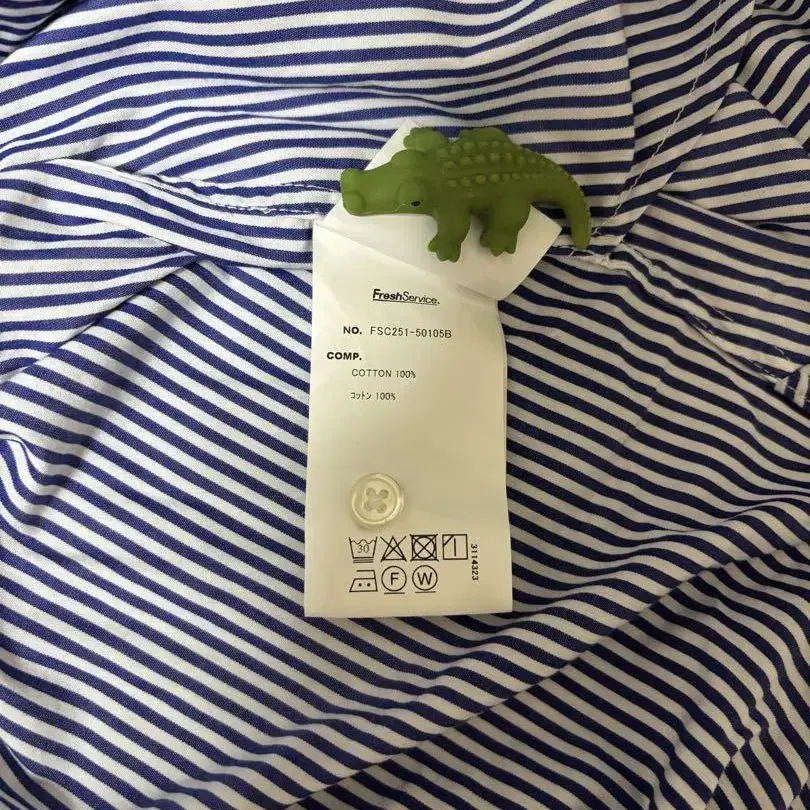 FreshService.
NO. FSC251-50105B
COMP.
COTTON 100%
コットン 100%
30
F W
3114323